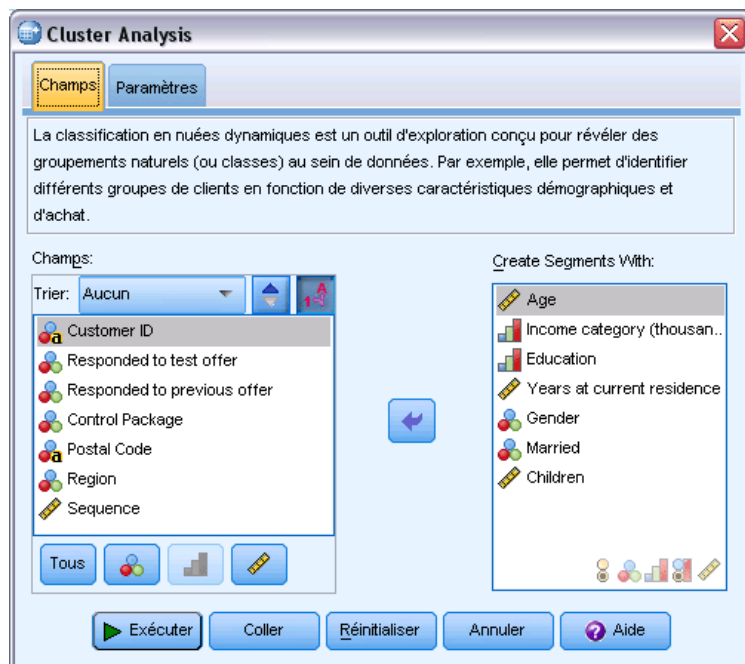 Cluster Analysis
Champs
Paramètres
La classification en nuées dynamiques est un outil d'exploration conçu pour révéler des
groupements naturels (ou classes) au sein de données. Par exemple, elle permet d'identifier
différents groupes de clients en fonction de diverses caractéristiques démographiques et
d'achat.
Champs:
Trier: Aucun
Customer ID
Responded to test offer
Responded to previous offer
Control Package
Postal Code
Region
Sequence
Tous
Create Segments With:
Age
Income category (thousan..
Education
Years at current residence
Gender
Married
Children
Exécuter
Coller
Réinitialiser
Annuler
Aide